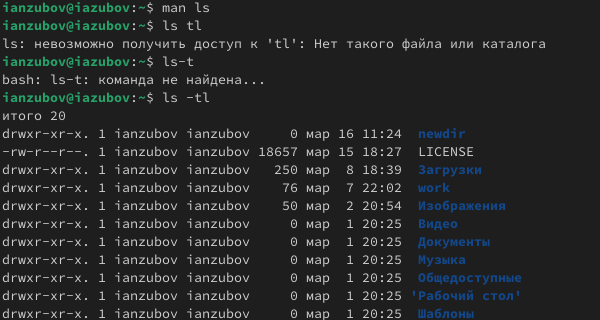 ianzubov@iazubov:~$ man ls
ianzubov@iazubov:~$ ls tl
ls: невозможно получить доступ к 'tl': Нет такого файла или каталога
ianzubov@iazubov:~$ ls-t
bash: ls-t: команда не найдена...
ianzubov@iazubov:~$ ls -tl
итого 20
drwxr-xr-x. 1 ianzubov ianzubov     0 мар 16 11:24  newdir
-rw-r--r--. 1 ianzubov ianzubov 18657 мар 15 18:27  LICENSE
drwxr-xr-x. 1 ianzubov ianzubov   250 мар  8 18:39  Загрузки
drwxr-xr-x. 1 ianzubov ianzubov    76 мар  7 22:02  work
drwxr-xr-x. 1 ianzubov ianzubov    50 мар  2 20:54  Изображения
drwxr-xr-x. 1 ianzubov ianzubov     0 мар  1 20:25  Видео
drwxr-xr-x. 1 ianzubov ianzubov     0 мар  1 20:25  Документы
drwxr-xr-x. 1 ianzubov ianzubov     0 мар  1 20:25  Музыка
drwxr-xr-x. 1 ianzubov ianzubov     0 мар  1 20:25  Общедоступные
drwxr-xr-x. 1 ianzubov ianzubov     0 мар  1 20:25 'Рабочий стол'
drwxr-xr-x. 1 ianzubov ianzubov     0 мар  1 20:25  Шаблоны